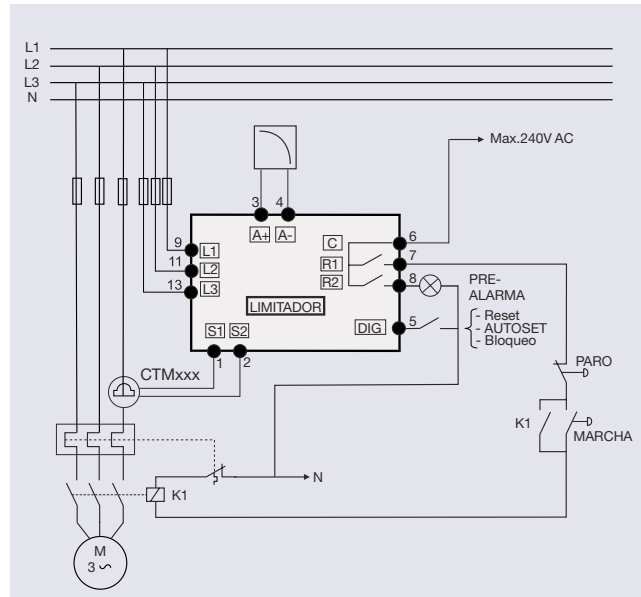 L1
L2
L3
N
Max.240V AC
3
4
A+
A-
6
C
9
L1
R1
7
11
L2
R2
8
PRE-
ALARMA
13
L3
LIMITADOR
- Reset
DIG
5
- AUTOSET
- Bloqueo
S1
S2
1
2
CTMxxx
PARO
K1
MARCHA
N
K1
M
3